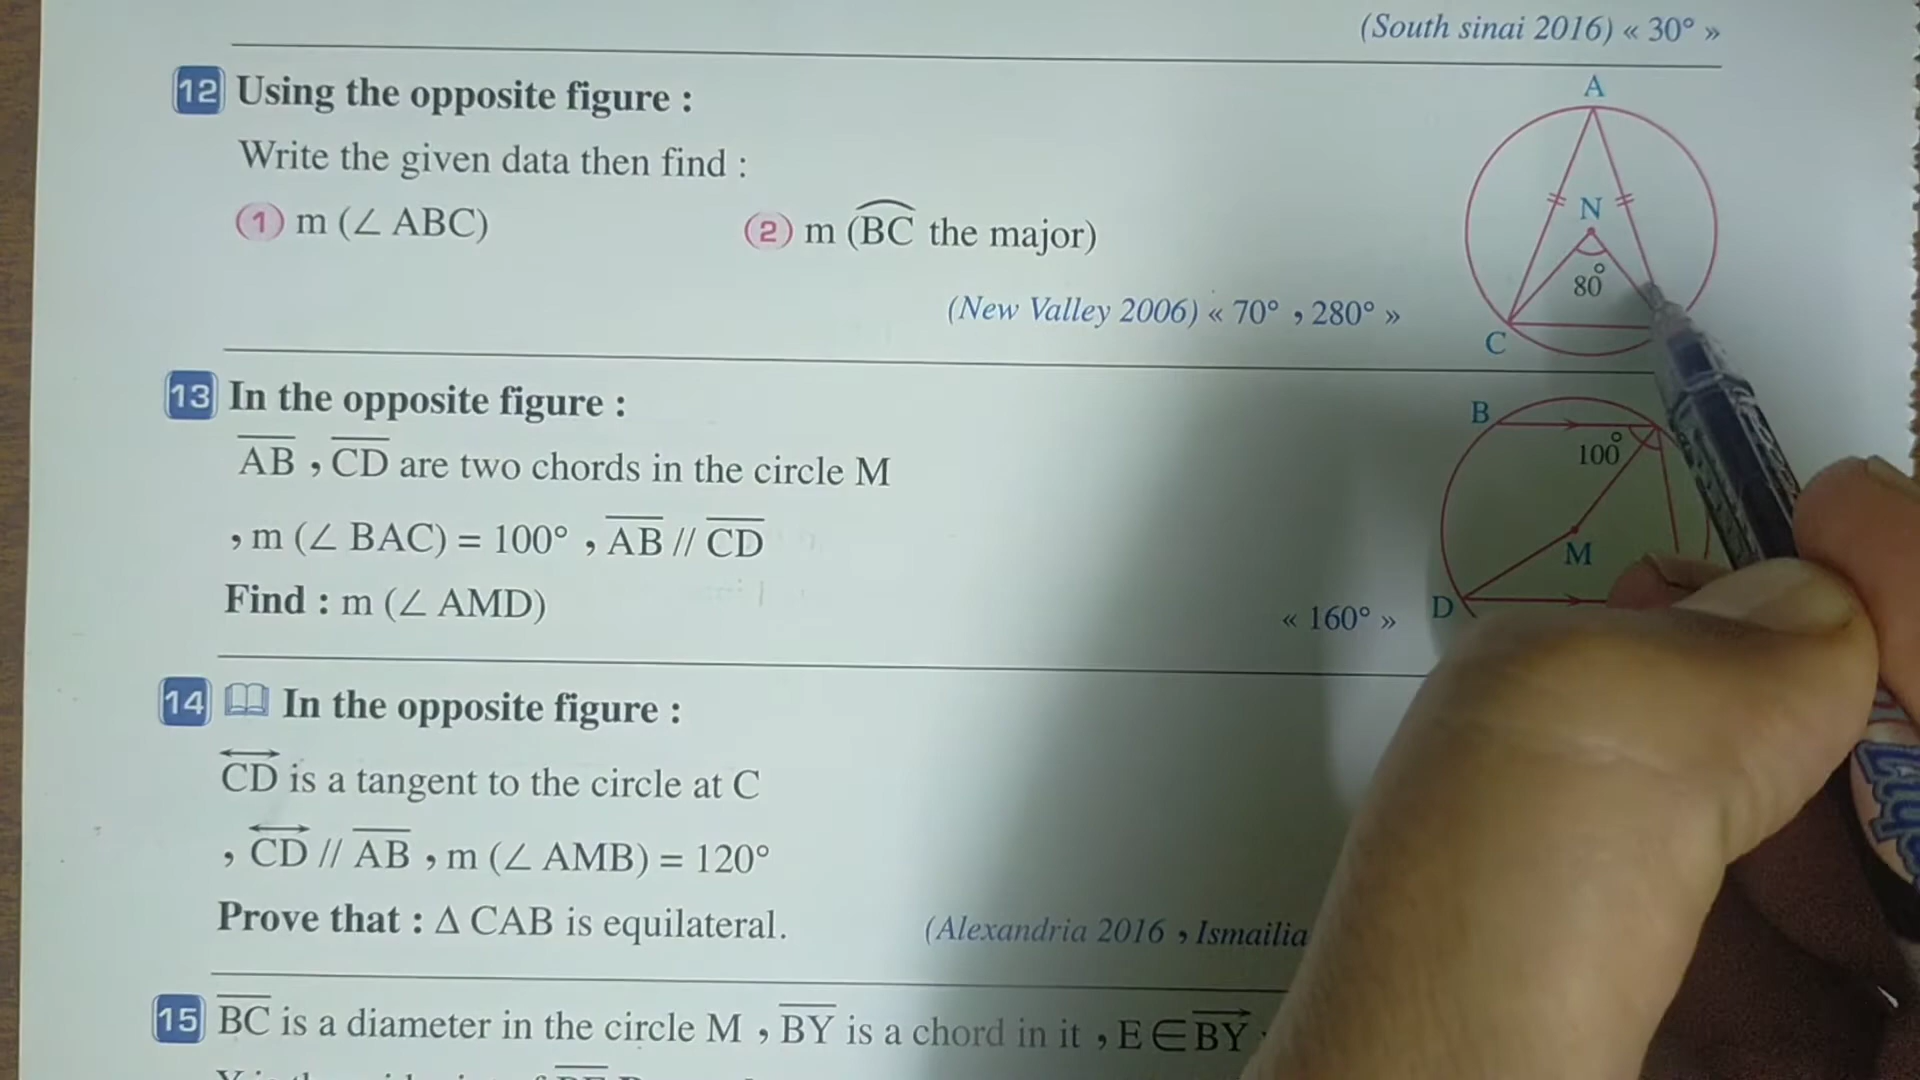 (South sinai 2016) « 30° »
12 Using the opposite figure :
Write the given data then find :
1 m (∠ ABC) 2 m (BC the major)
(New Valley 2006) « 70° , 280° »
A
N
80°
C
13 In the opposite figure :
AB , CD are two chords in the circle M
, m (∠ BAC) = 100° , AB // CD
Find : m (∠ AMD)
« 160° »
B
100°
M
D
14 In the opposite figure :
CD is a tangent to the circle at C
, CD // AB , m (∠ AMB) = 120°
Prove that : Δ CAB is equilateral.
(Alexandria 2016 , Ismailia
15 BC is a diameter in the circle M , BY is a chord in it , E ∈ BY